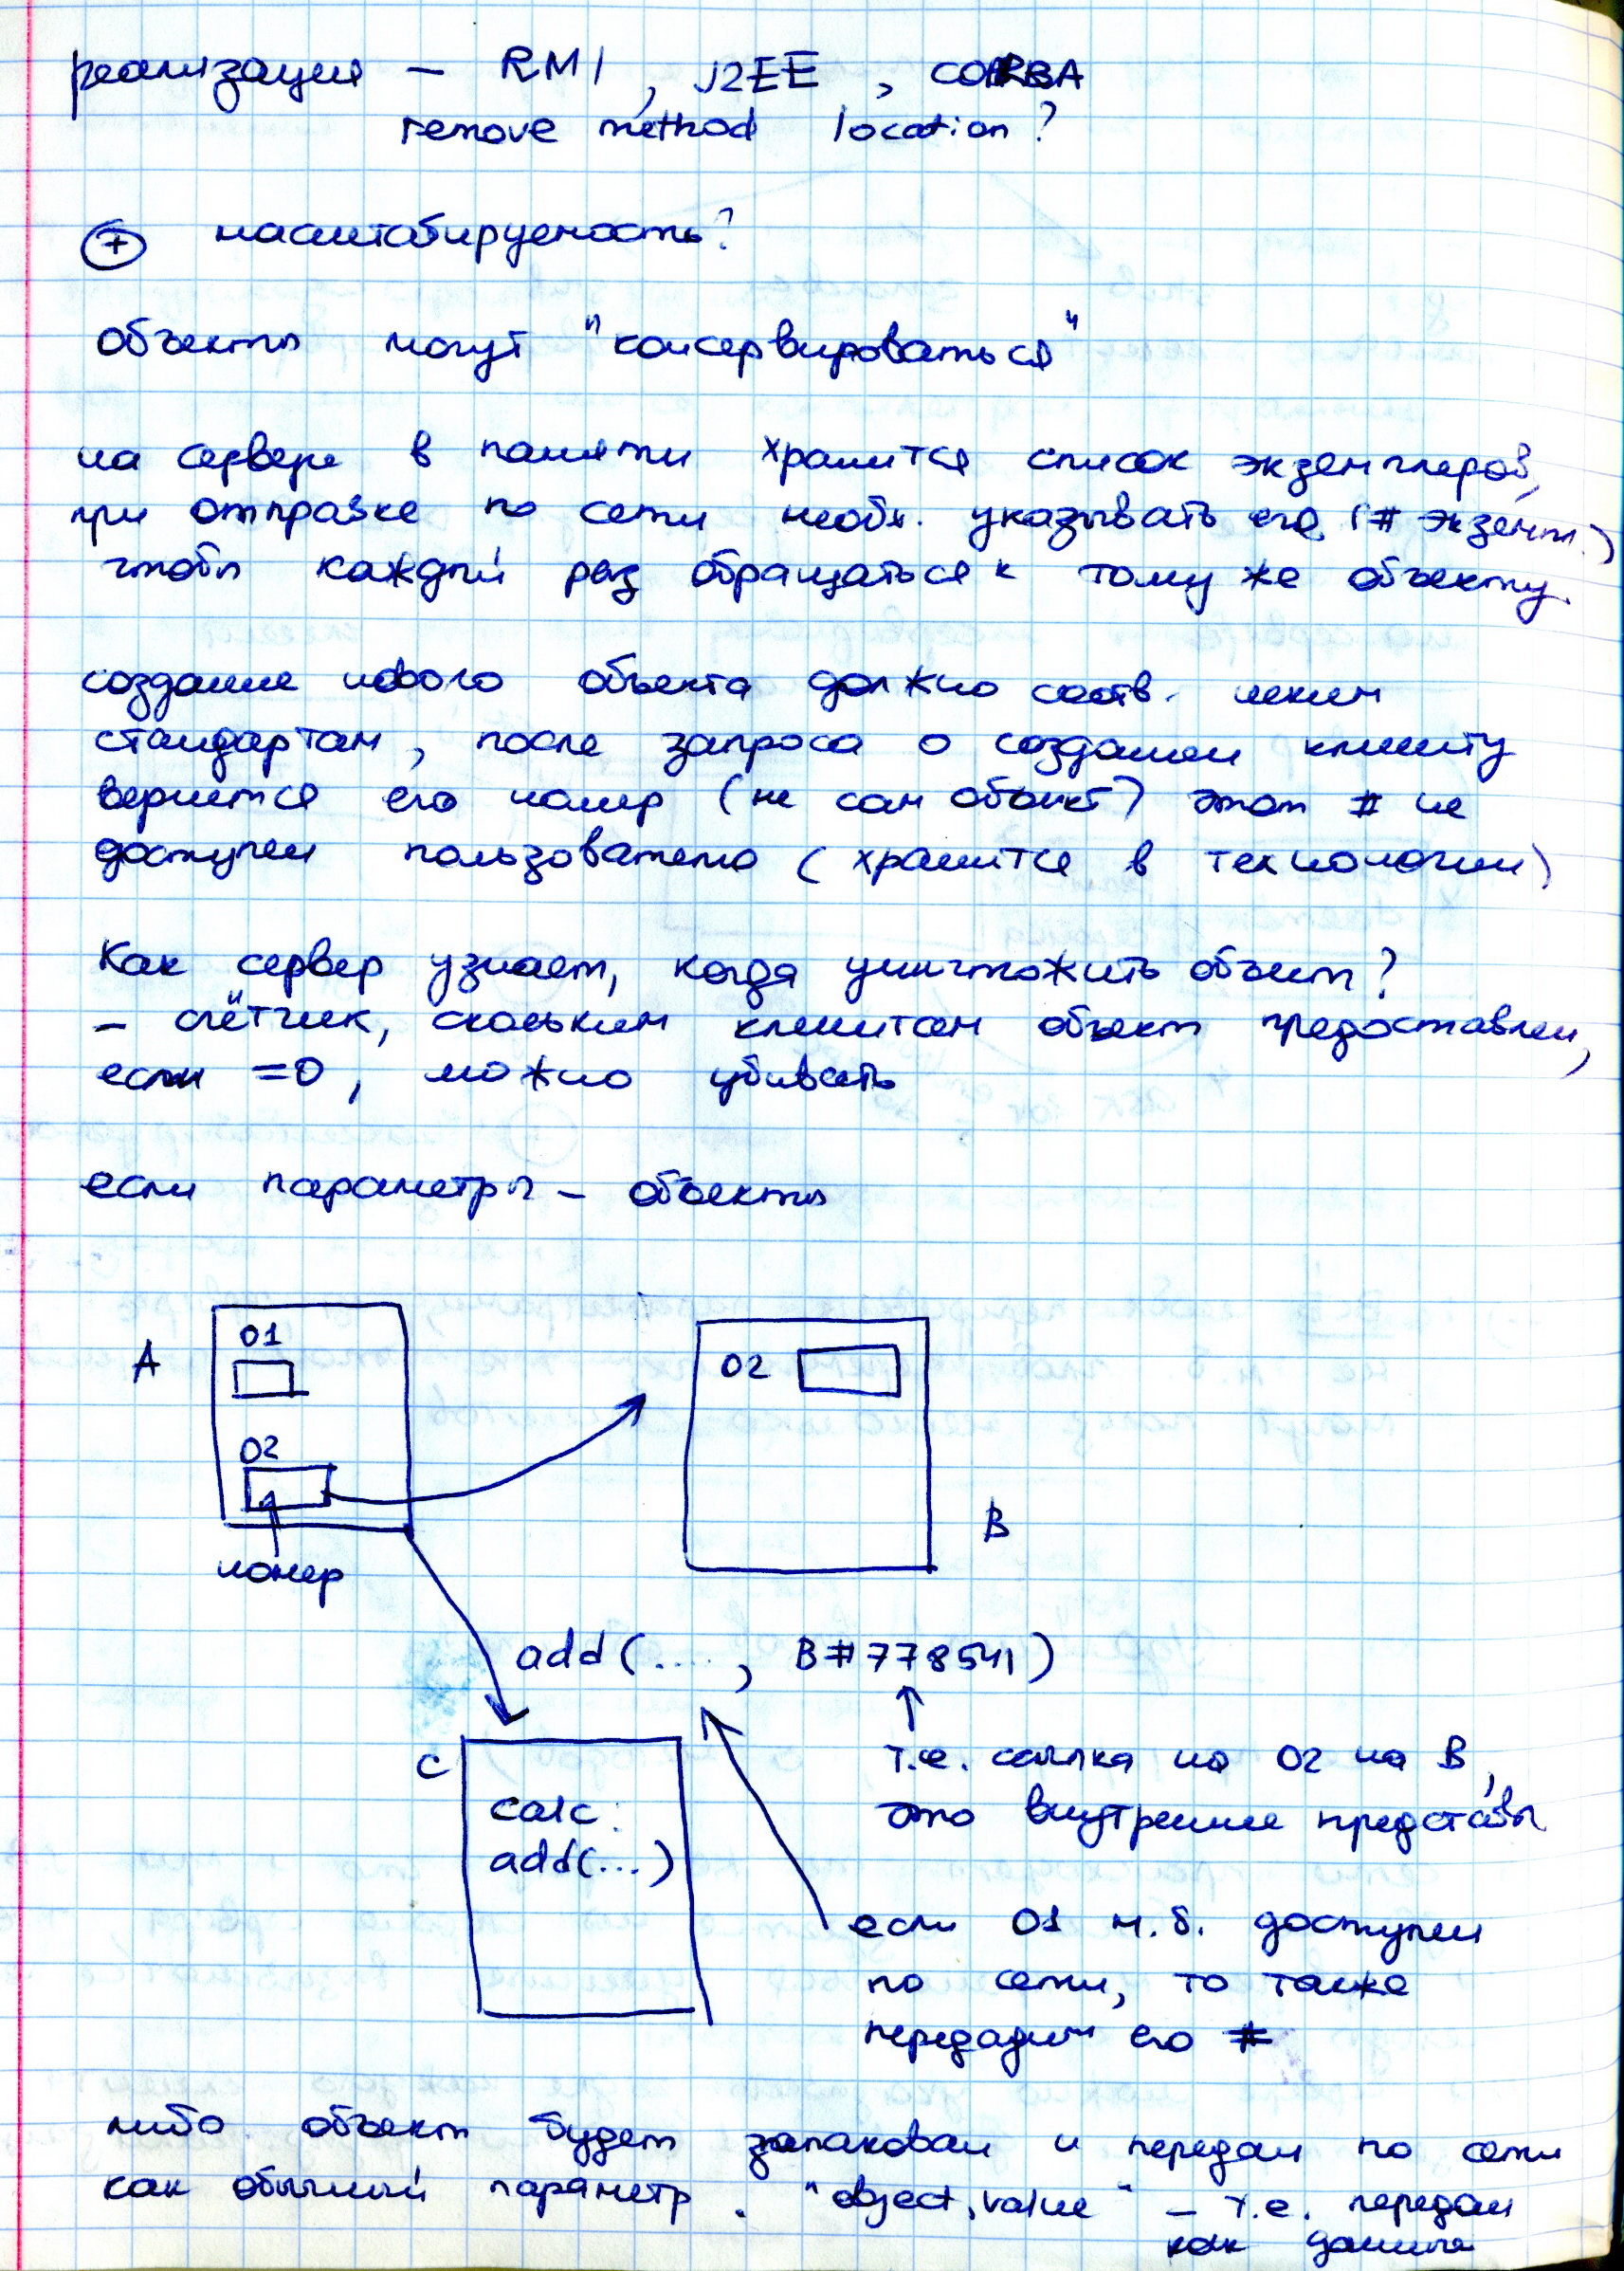 реализация – RMI, J2EE, CORBA
remove method location?
+ масштабируемость?
объекты могут "консервироваться"
на сервере в памяти хранится список экземпляров,
при отправке по сети необх. указывать его (# экземпл.)
чтобы каждый раз обращаться к тому же объекту.
создание нового объекта должно соотв. неким
стандартам, после запроса о создании клиенту
вернется его номер (не сам объект) этот # не
доступен пользователю (хранится в технологии)
Как сервер узнает, когда уничтожить объект?
– счётчик, скольким клиентам объект предоставлен,
если =0, можно убивать
если параметры – объекты
A
O1
O2
номер
O2
B
add(...., B#778541)
C
calc:
add(...)
т.е. ссылка на O2 на B,
это внутреннее представл
если O1 м.б. доступен
по сети, то также
передадим его #
либо объект будет запакован и передан по сети
как обычный параметр. "object,value" – т.е. передан
как данные